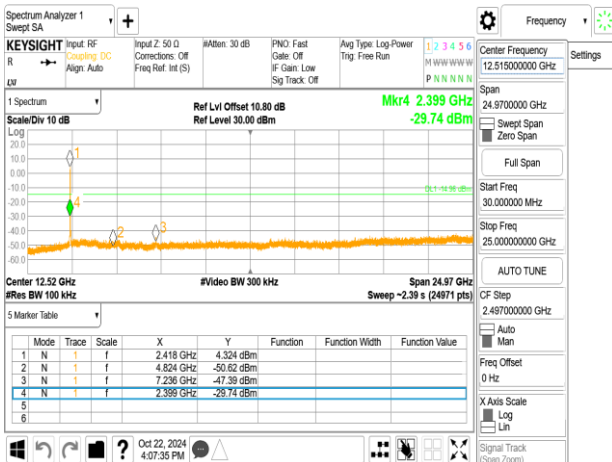 Spectrum Analyzer 1
Swept SA
+
Frequency
KEYSIGHT
R
Input: RF
Coupling: DC
Align: Auto
Input Z: 50 Ω
Corrections: Off
Freq Ref: Int (S)
#Atten: 30 dB
PNO: Fast
Gate: Off
IF Gain: Low
Sig Track: Off
Avg Type: Log-Power
Trig: Free Run
1 2 3 4 5 6
M W W W W W
P N N N N N
1 Spectrum
Scale/Div 10 dB
Ref Lvl Offset 10.80 dB
Ref Level 30.00 dBm
Mkr4 2.399 GHz
-29.74 dBm
Log
20.0
10.0
0.00
-10.0
-20.0
-30.0
-40.0
-50.0
-60.0
1
4
2
3
Center 12.52 GHz
#Res BW 100 kHz
#Video BW 300 kHz
Span 24.97 GHz
Sweep ~2.39 s (24971 pts)
5 Marker Table
Mode Trace Scale X Y Function Function Width Function Value
1 N 1 f 2.418 GHz 4.324 dBm
2 N 1 f 4.824 GHz -50.62 dBm
3 N 1 f 7.236 GHz -47.39 dBm
4 N 1 f 2.399 GHz -29.74 dBm
5
6
?
Oct 22, 2024
4:07:35 PM
Settings
Center Frequency
12.515000000 GHz
Span
24.9700000 GHz
Swept Span
Zero Span
Full Span
Start Freq
30.000000 MHz
Stop Freq
25.000000000 GHz
AUTO TUNE
CF Step
2.497000000 GHz
Auto
Man
Freq Offset
0 Hz
X Axis Scale
Log
Lin
Signal Track
(Span Zoom)